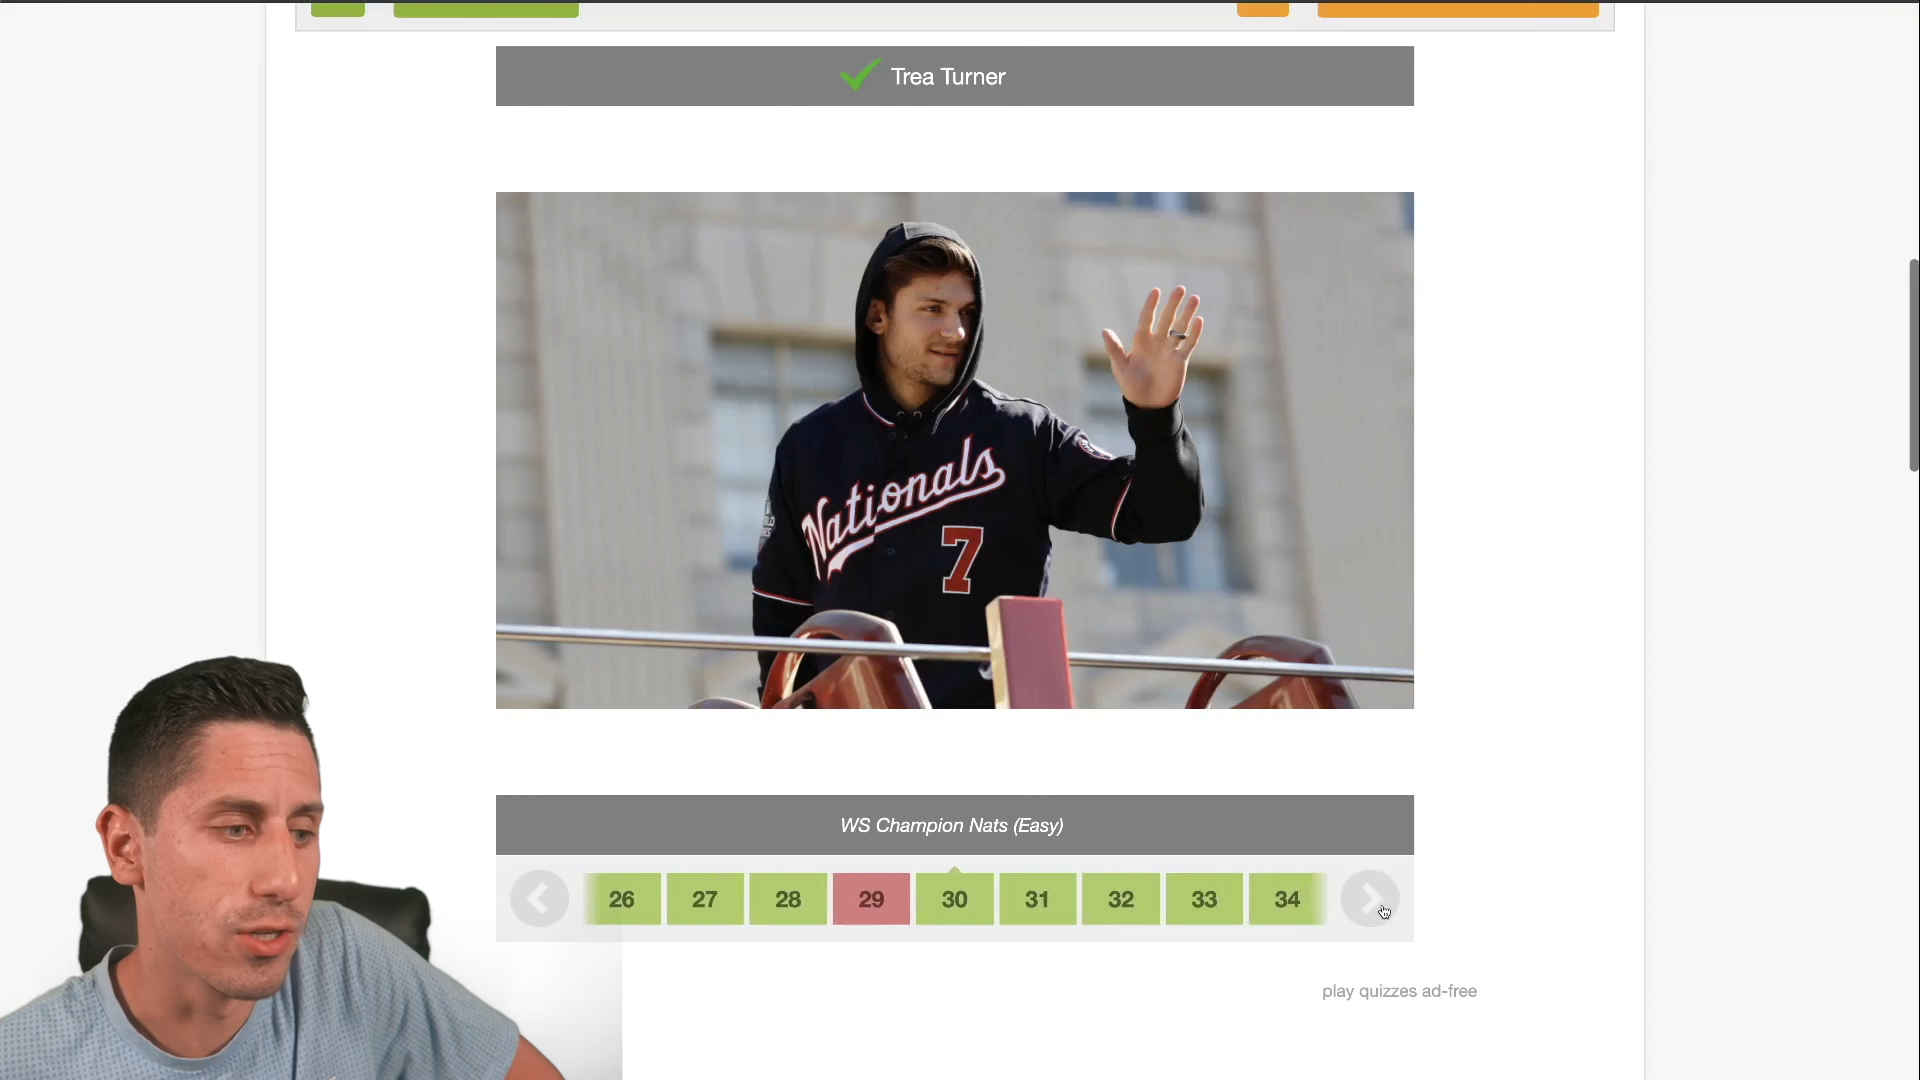 Trea Turner
Nationals
7
WS Champion Nats (Easy)
26 27 28 29 30 31 32 33 34
play quizzes ad-free